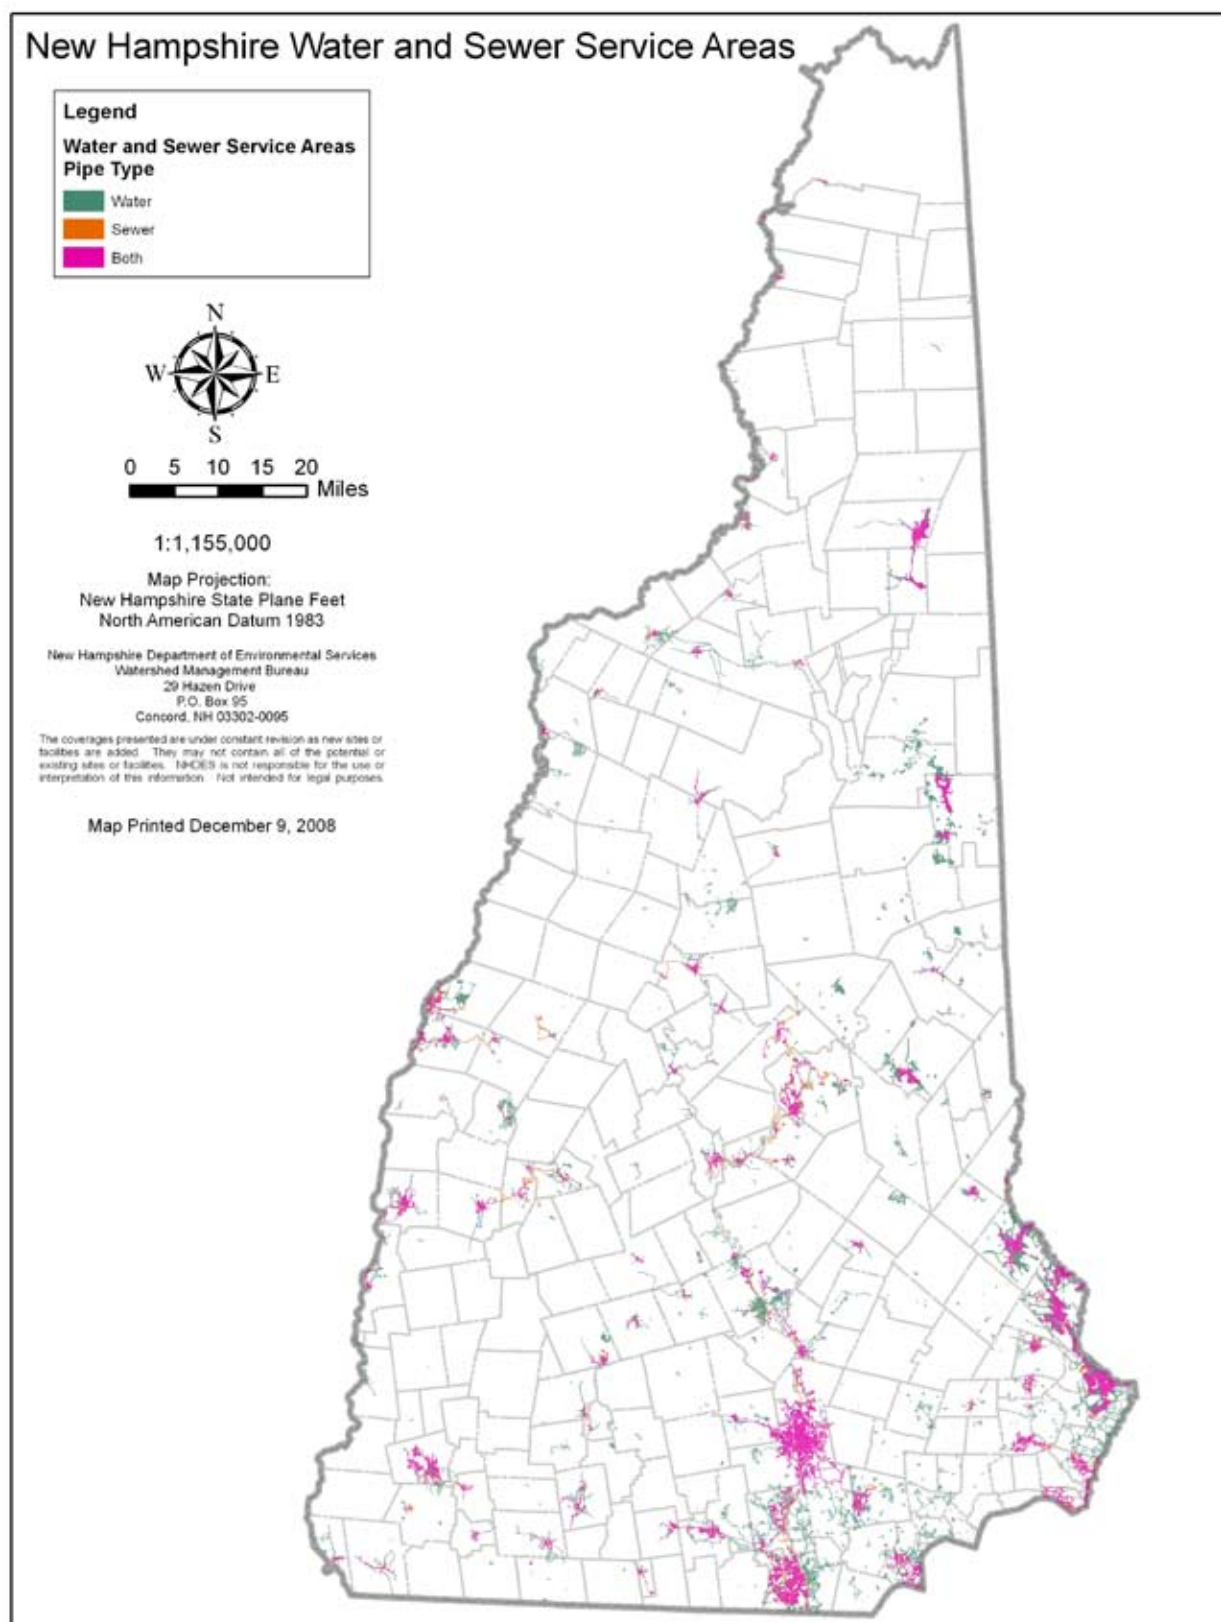 New Hampshire Water and Sewer Service Areas
Legend
Water and Sewer Service Areas
Pipe Type
Water
Sewer
Both
N
W E
S
0 5 10 15 20
Miles
1:1,155,000
Map Projection:
New Hampshire State Plane Feet
North American Datum 1983
New Hampshire Department of Environmental Services
Watershed Management Bureau
29 Hazen Drive
P.O. Box 95
Concord, NH 03302-0095
The coverages presented are under constant revision as new sites or
facilities are added. They may not contain all of the potential or
existing sites or facilities. NHDES is not responsible for the use or
interpretation of this information. Not intended for legal purposes.
Map Printed December 9, 2008